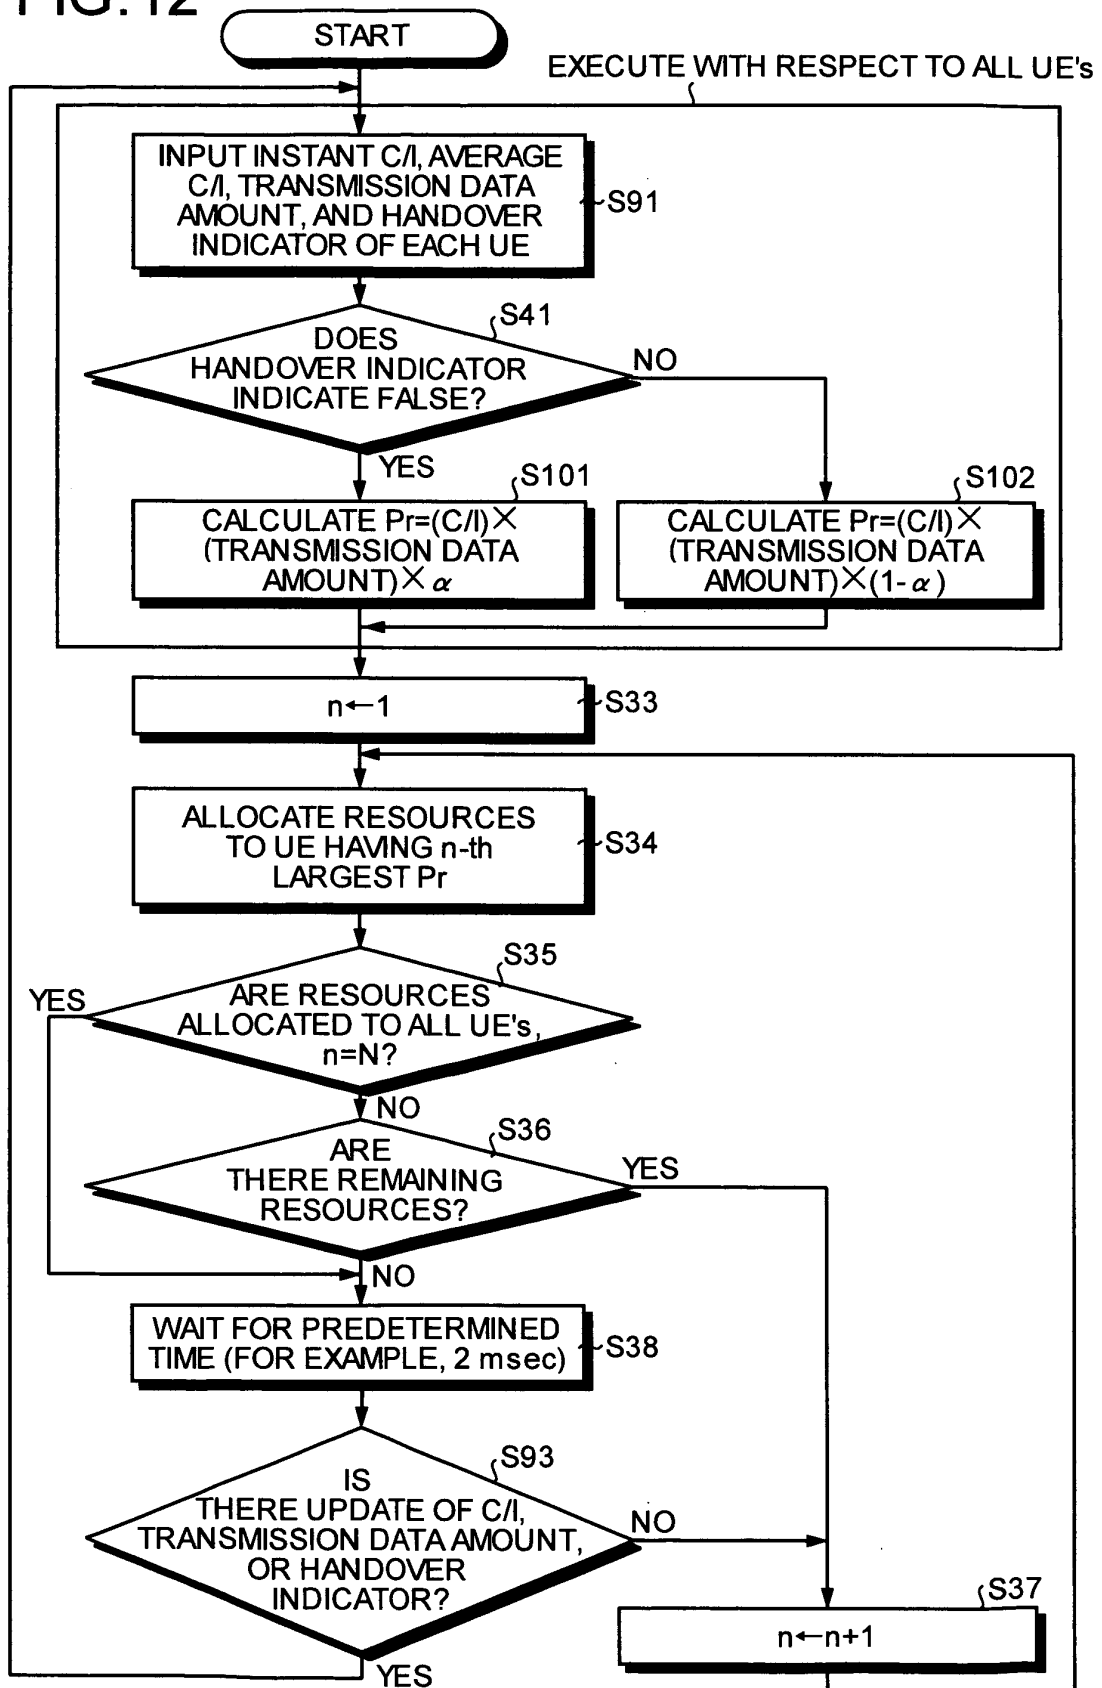 FIG. 12
START
EXECUTE WITH RESPECT TO ALL UE's
INPUT INSTANT C/I, AVERAGE
C/I, TRANSMISSION DATA
AMOUNT, AND HANDOVER
INDICATOR OF EACH UE
S91
S41
DOES
HANDOVER INDICATOR
INDICATE FALSE?
NO
YES
S101
CALCULATE Pr=(C/I)×
(TRANSMISSION DATA
AMOUNT)× α
S102
CALCULATE Pr=(C/I)×
(TRANSMISSION DATA
AMOUNT)×(1-α)
n←1
S33
ALLOCATE RESOURCES
TO UE HAVING n-th
LARGEST Pr
S34
S35
YES
ARE RESOURCES
ALLOCATED TO ALL UE's,
n=N?
NO
S36
ARE
THERE REMAINING
RESOURCES?
YES
NO
WAIT FOR PREDETERMINED
TIME (FOR EXAMPLE, 2 msec)
S38
S93
IS
THERE UPDATE OF C/I,
TRANSMISSION DATA AMOUNT,
OR HANDOVER
INDICATOR?
NO
YES
S37
n←n+1